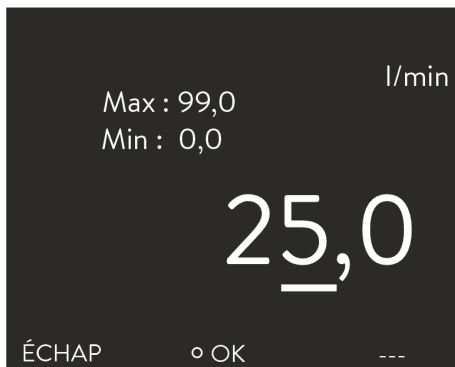 l/min
Max : 99,0
Min : 0,0
25,0
ÉCHAP ○ OK ---